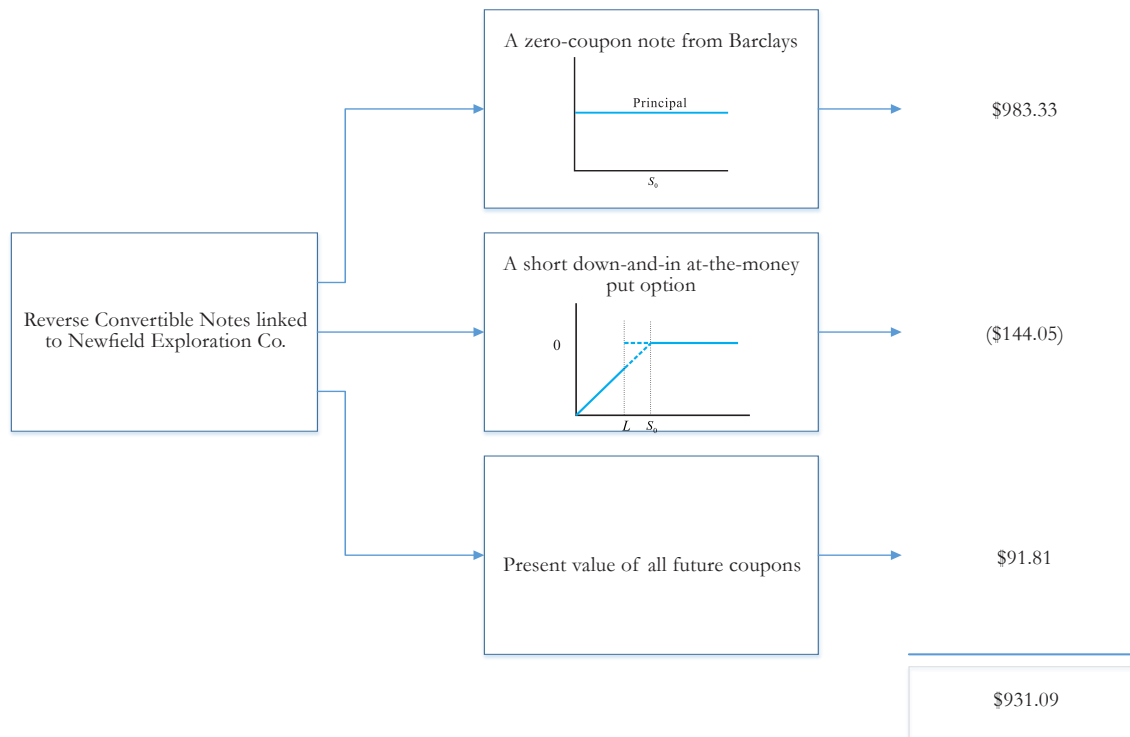 A zero-coupon note from Barclays
Principal
S0
$983.33
Reverse Convertible Notes linked
to Newfield Exploration Co.
A short down-and-in at-the-money
put option
0
L S0
($144.05)
Present value of all future coupons
$91.81
$931.09